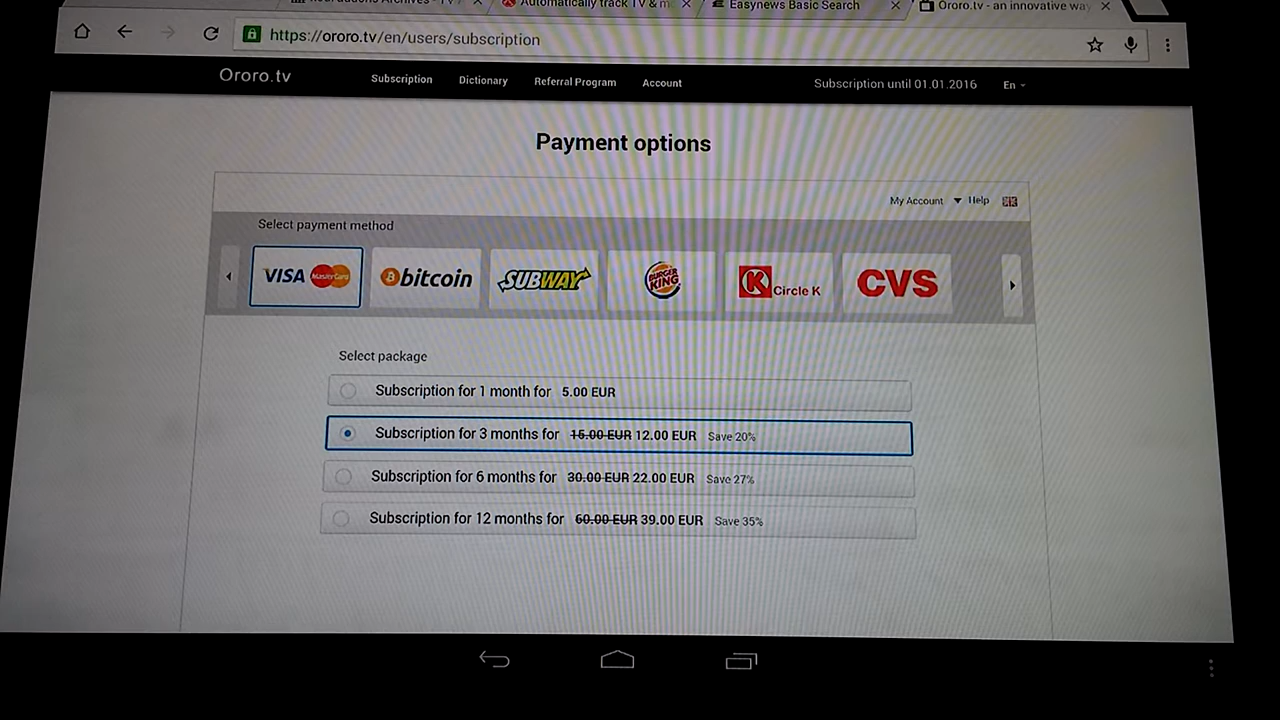 Automatically track TV & m
Easynews Basic Search
Ororo.tv - an innovative way
https://ororo.tv/en/users/subscription
Ororo.tv Subscription Dictionary Referral Program Account Subscription until 01.01.2016 En
Payment options
My Account Help
Select payment method
VISA MasterCard bitcoin SUBWAY BURGER KING K Circle K CVS
Select package
Subscription for 1 month for 5.00 EUR
Subscription for 3 months for 15.00 EUR 12.00 EUR Save 20%
Subscription for 6 months for 30.00 EUR 22.00 EUR Save 27%
Subscription for 12 months for 60.00 EUR 39.00 EUR Save 35%